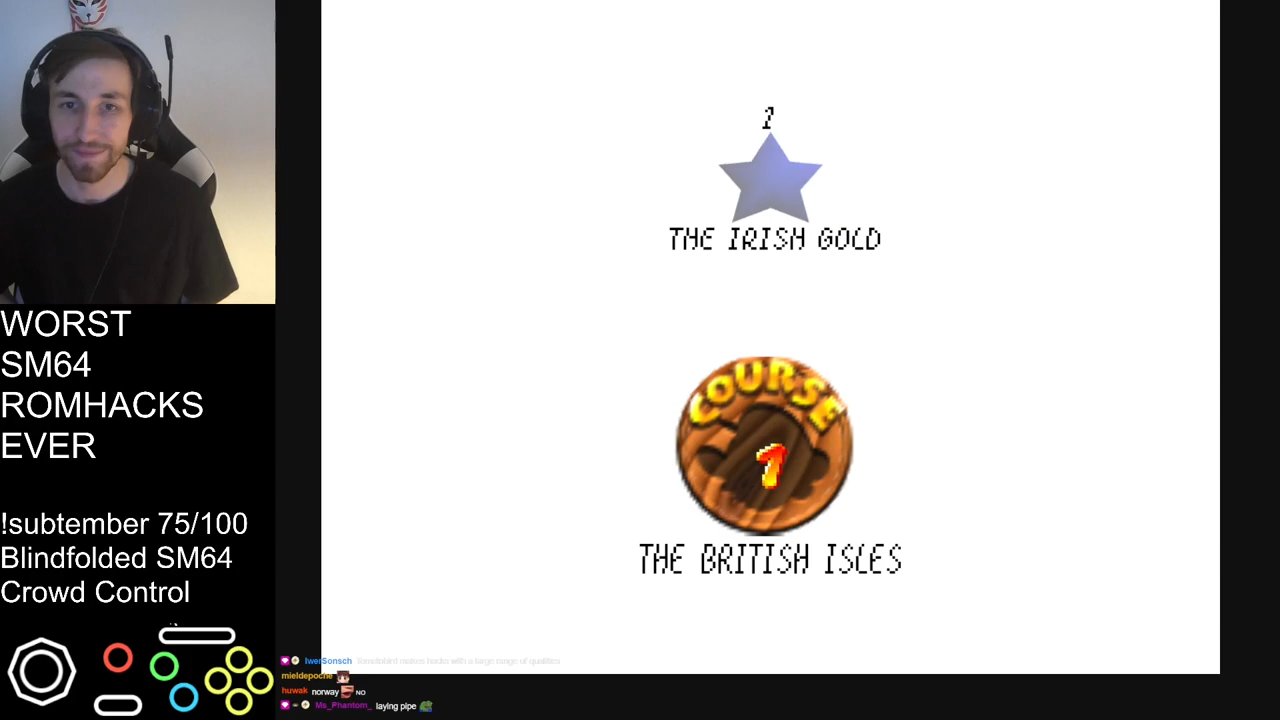 WORST
SM64
ROMHACKS
EVER
!subtember 75/100
Blindfolded SM64
Crowd Control
1
THE IRISH GOLD
COURSE
1
THE BRITISH ISLES
IwerSonsch
mieldepoche
huwak norway NO
Ms_Phantom_ laying pipe